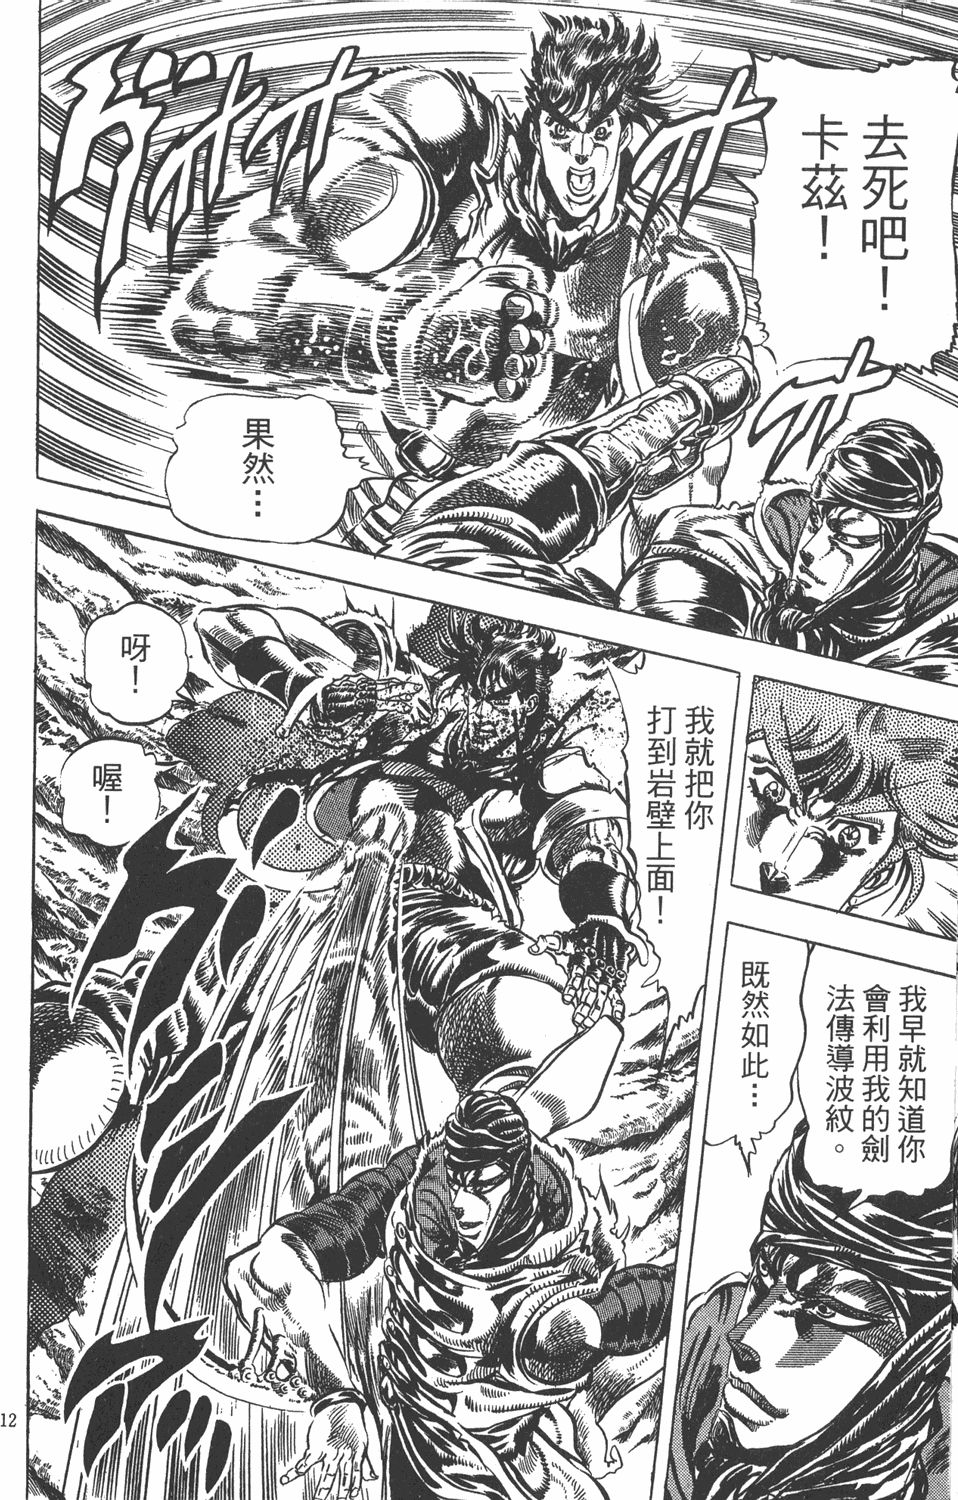 去死吧！
卡茲！
ドオオオオ
果然…
我早就知道你
會利用我的劍
法傳導波紋。
既然如此…
我就把你
打到岩壁上面！
呀！
喔！
12